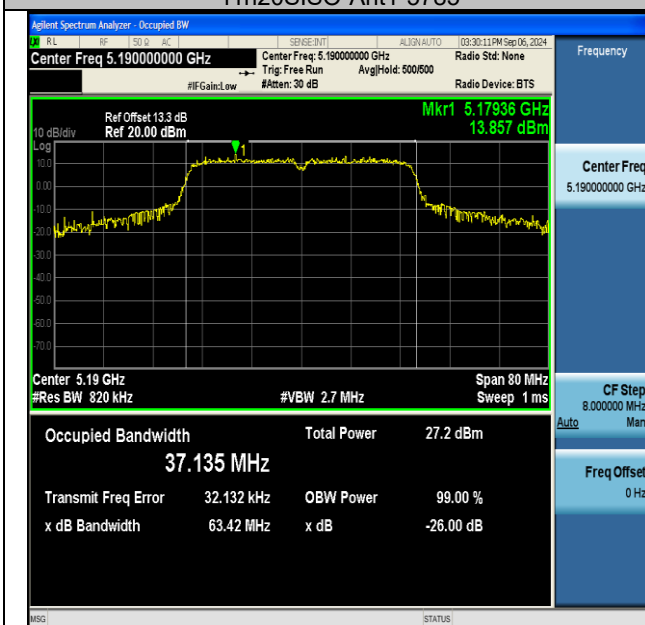 Agilent Spectrum Analyzer - Occupied BW
RL RF 50 Ω AC SENSE:INT ALIGN AUTO 03:30:11 PM Sep 06, 2024
Center Freq 5.190000000 GHz
Center Freq: 5.190000000 GHz
Radio Std: None
Trig: Free Run Avg|Hold: 500/500
#IFGain:Low #Atten: 30 dB Radio Device: BTS
Frequency
Mkr1 5.17936 GHz
13.857 dBm
Ref Offset 13.3 dB
10 dB/div Ref 20.00 dBm
Log
1
10.0
0.00
-10.0
-20.0
-30.0
-40.0
-50.0
-60.0
-70.0
Center Freq
5.190000000 GHz
Center 5.19 GHz Span 80 MHz
#Res BW 820 kHz #VBW 2.7 MHz Sweep 1 ms
CF Step
8.000000 MHz
Auto Man
Freq Offset
0 Hz
Occupied Bandwidth Total Power 27.2 dBm
37.135 MHz
Transmit Freq Error 32.132 kHz OBW Power 99.00 %
x dB Bandwidth 63.42 MHz x dB -26.00 dB
MSG STATUS